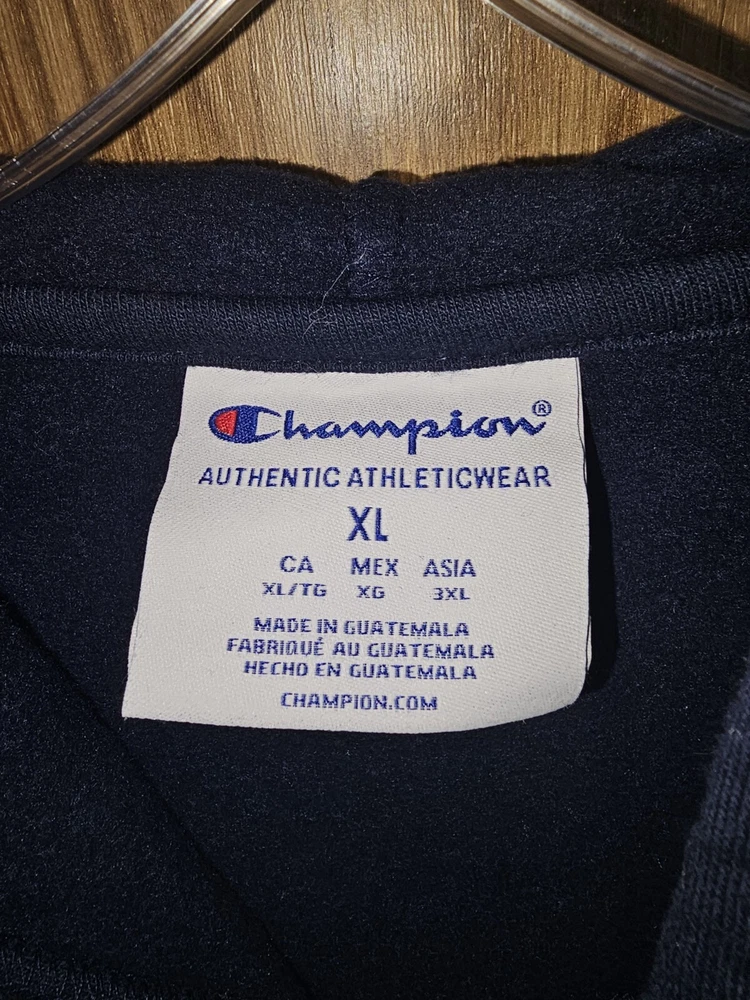 Champion®
AUTHENTIC ATHLETICWEAR
XL
CA MEX ASIA
XL/TG XG 3XL
MADE IN GUATEMALA
FABRIQUÉ AU GUATEMALA
HECHO EN GUATEMALA
CHAMPION.COM